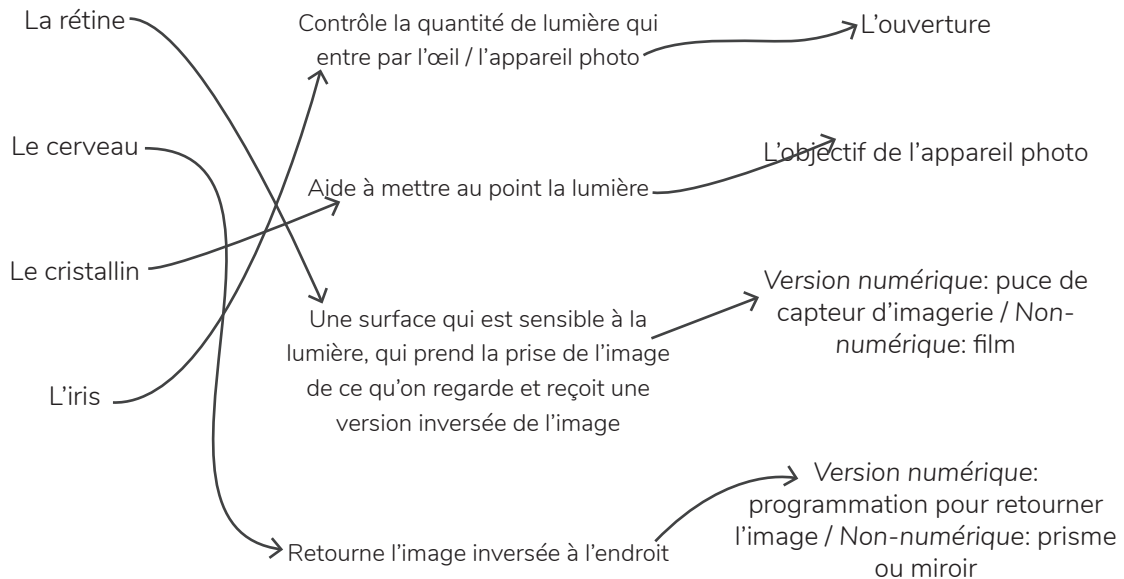 La rétine
Le cerveau
Le cristallin
L’iris
Contrôle la quantité de lumière qui
entre par l’œil / l’appareil photo
Aide à mettre au point la lumière
Une surface qui est sensible à la
lumière, qui prend la prise de l’image
de ce qu’on regarde et reçoit une
version inversée de l’image
Retourne l’image inversée à l’endroit
L’ouverture
L’objectif de l’appareil photo
Version numérique: puce de
capteur d’imagerie / Non-
numérique: film
Version numérique:
programmation pour retourner
l’image / Non-numérique: prisme
ou miroir